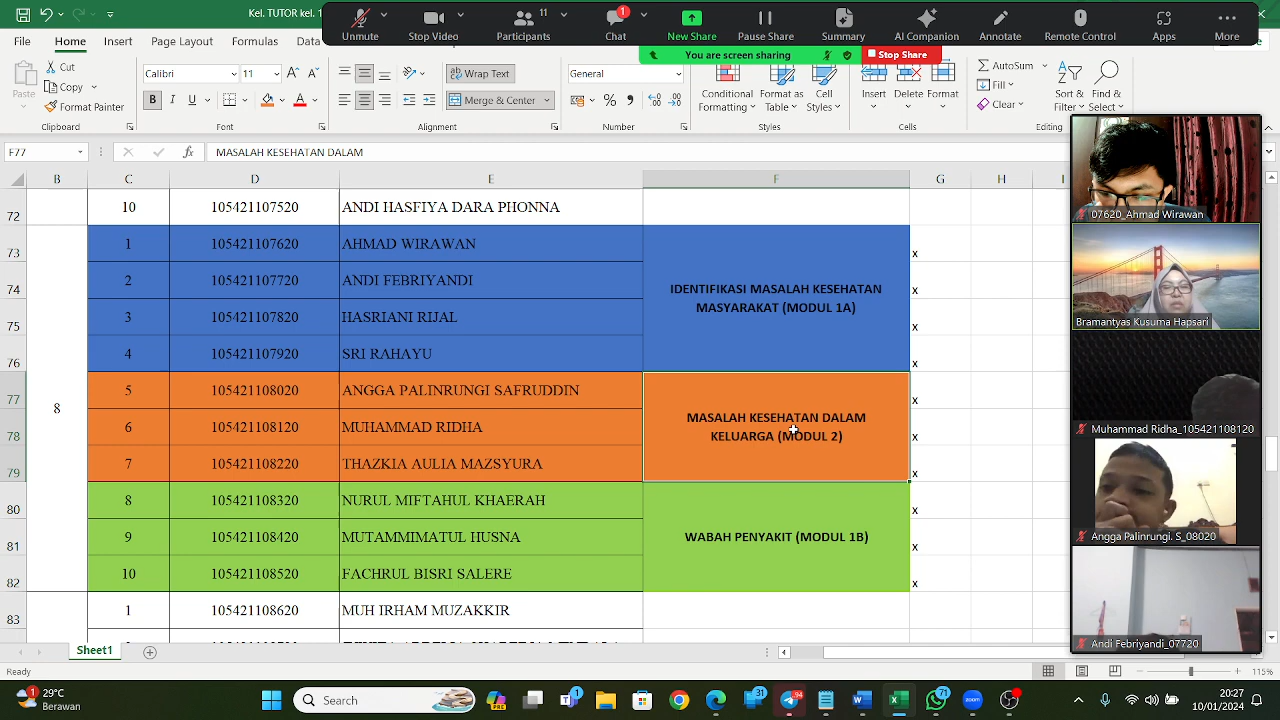 Unmute
Stop Video
Participants
11
Chat
1
New Share
Pause Share
Summary
AI Companion
Annotate
Remote Control
Apps
More
You are screen sharing
Stop Share
File
Home
Insert
Page Layout
Formulas
Data
Cut
Copy
Format Painter
Clipboard
Calibri
11
Font
Wrap Text
Merge & Center
Alignment
General
Number
Conditional Formatting
Format as Table
Cell Styles
Styles
Insert
Delete
Format
Cells
AutoSum
Fill
Clear
Sort & Filter
Find & Select
Editing
F77
MASALAH KESEHATAN DALAM
B C D E F G H I
72 10 105421107520 ANDI HASFIYA DARA PHONNA
73 1 105421107620 AHMAD WIRAWAN x
74 2 105421107720 ANDI FEBRIYANDI x
IDENTIFIKASI MASALAH KESEHATAN
MASYARAKAT (MODUL 1A)
75 3 105421107820 HASRIANI RIJAL x
76 4 105421107920 SRI RAHAYU x
77 5 105421108020 ANGGA PALINRUNGI SAFRUDDIN x
8
MASALAH KESEHATAN DALAM
KELUARGA (MODUL 2)
78 6 105421108120 MUHAMMAD RIDHA x
79 7 105421108220 THAZKIA AULIA MAZSYURA x
80 8 105421108320 NURUL MIFTAHUL KHAERAH x
81 9 105421108420 MUTAMMIMATUL HUSNA WABAH PENYAKIT (MODUL 1B) x
82 10 105421108520 FACHRUL BISRI SALERE x
83 1 105421108620 MUH IRHAM MUZAKKIR
07620_Ahmad Wirawan
Bramantyas Kusuma Hapsari
Muhammad Ridha_105421108120
Angga Palinrungi. S_08020
Andi Febriyandi_07720
Sheet1
Ready
115%
1
29°C
Berawan
Search
PRE
1
31
94
71
zoom
20:27
10/01/2024